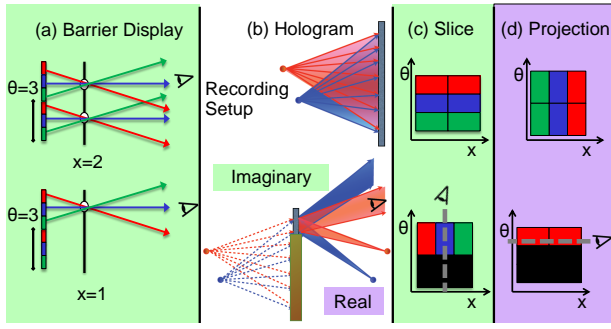 (a) Barrier Display
(b) Hologram
(c) Slice
(d) Projection
θ=3
x=2
θ=3
x=1
Recording
Setup
Imaginary
Real
θ
x
θ
x
θ
x
θ
x